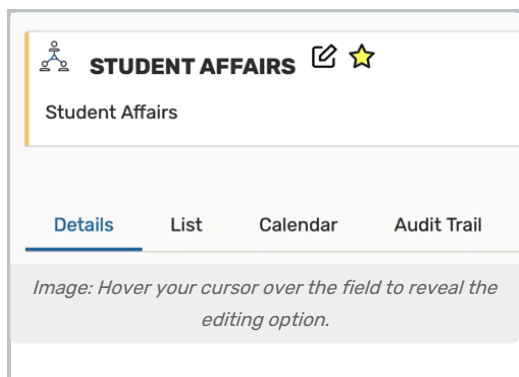 STUDENT AFFAIRS
Student Affairs
Details List Calendar Audit Trail
Image: Hover your cursor over the field to reveal the
editing option.